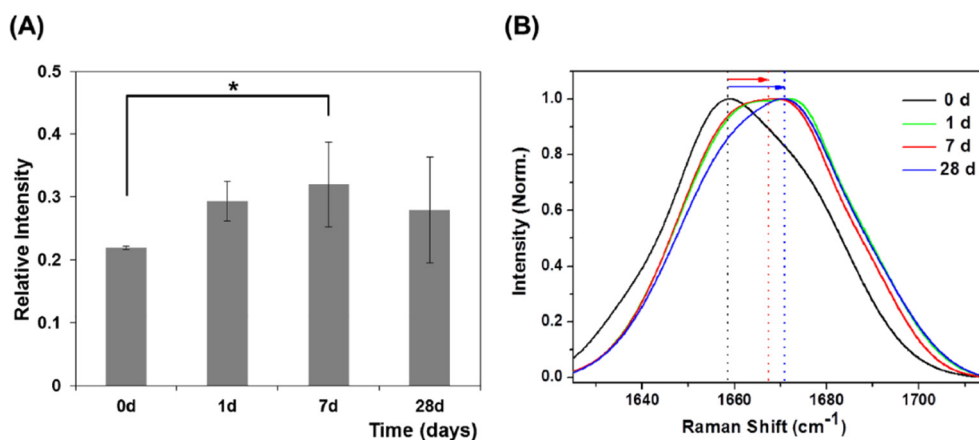 (A)
(B)
Relative Intensity
0.5
0.4
0.3
0.2
0.1
0
*
0d
1d
7d
28d
Time (days)
Intensity (Norm.)
1.0
0.8
0.6
0.4
0.2
0.0
0 d
1 d
7 d
28 d
1640
1660
1680
1700
Raman Shift (cm⁻¹)